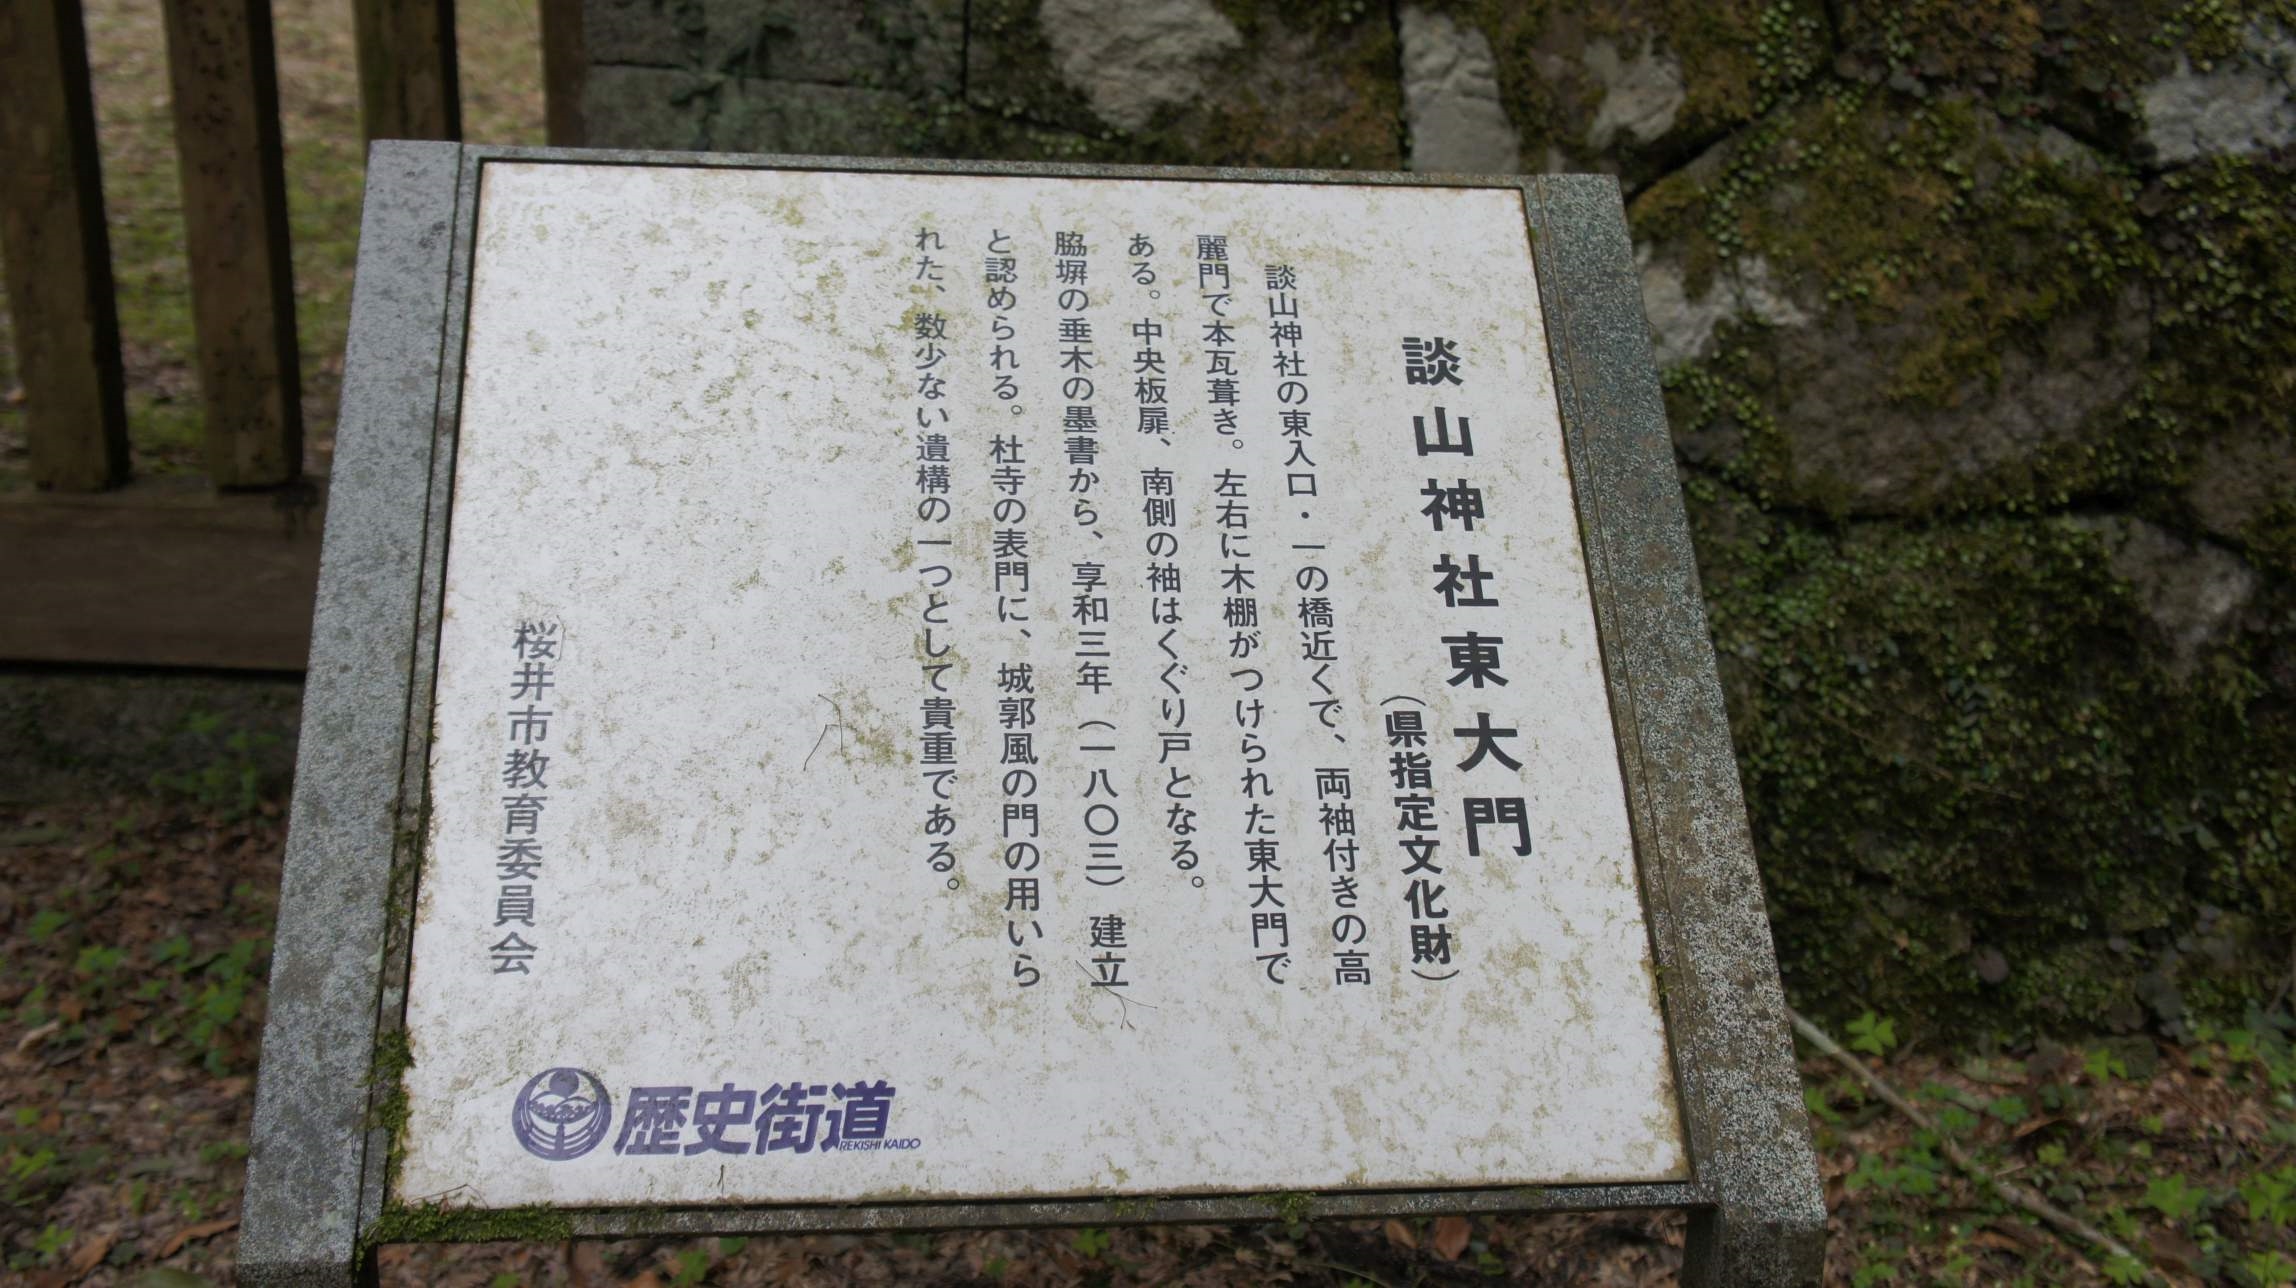 談山神社東大門
(県指定文化財)
談山神社の東入口・一の橋近くで、両袖付きの高
麗門で本瓦葺き。左右に木棚がつけられた東大門で
ある。中央板扉、南側の袖はくぐり戸となる。
脇塀の垂木の墨書から、享和三年(一八〇三)建立
と認められる。杜寺の表門に、城郭風の門の用いら
れた、数少ない遺構の一つとして貴重である。
桜井市教育委員会
歴史街道
REKISHI KAIDO